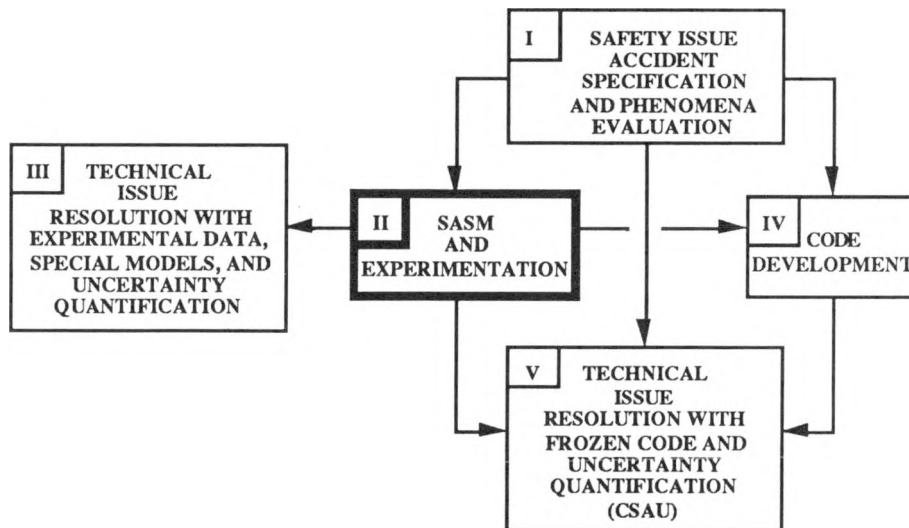 I
SAFETY ISSUE
ACCIDENT
SPECIFICATION
AND PHENOMENA
EVALUATION
III
TECHNICAL
ISSUE
RESOLUTION WITH
EXPERIMENTAL DATA,
SPECIAL MODELS, AND
UNCERTAINTY
QUANTIFICATION
II
SASM
AND
EXPERIMENTATION
IV
CODE
DEVELOPMENT
V
TECHNICAL
ISSUE
RESOLUTION WITH
FROZEN CODE AND
UNCERTAINTY
QUANTIFICATION
(CSAU)